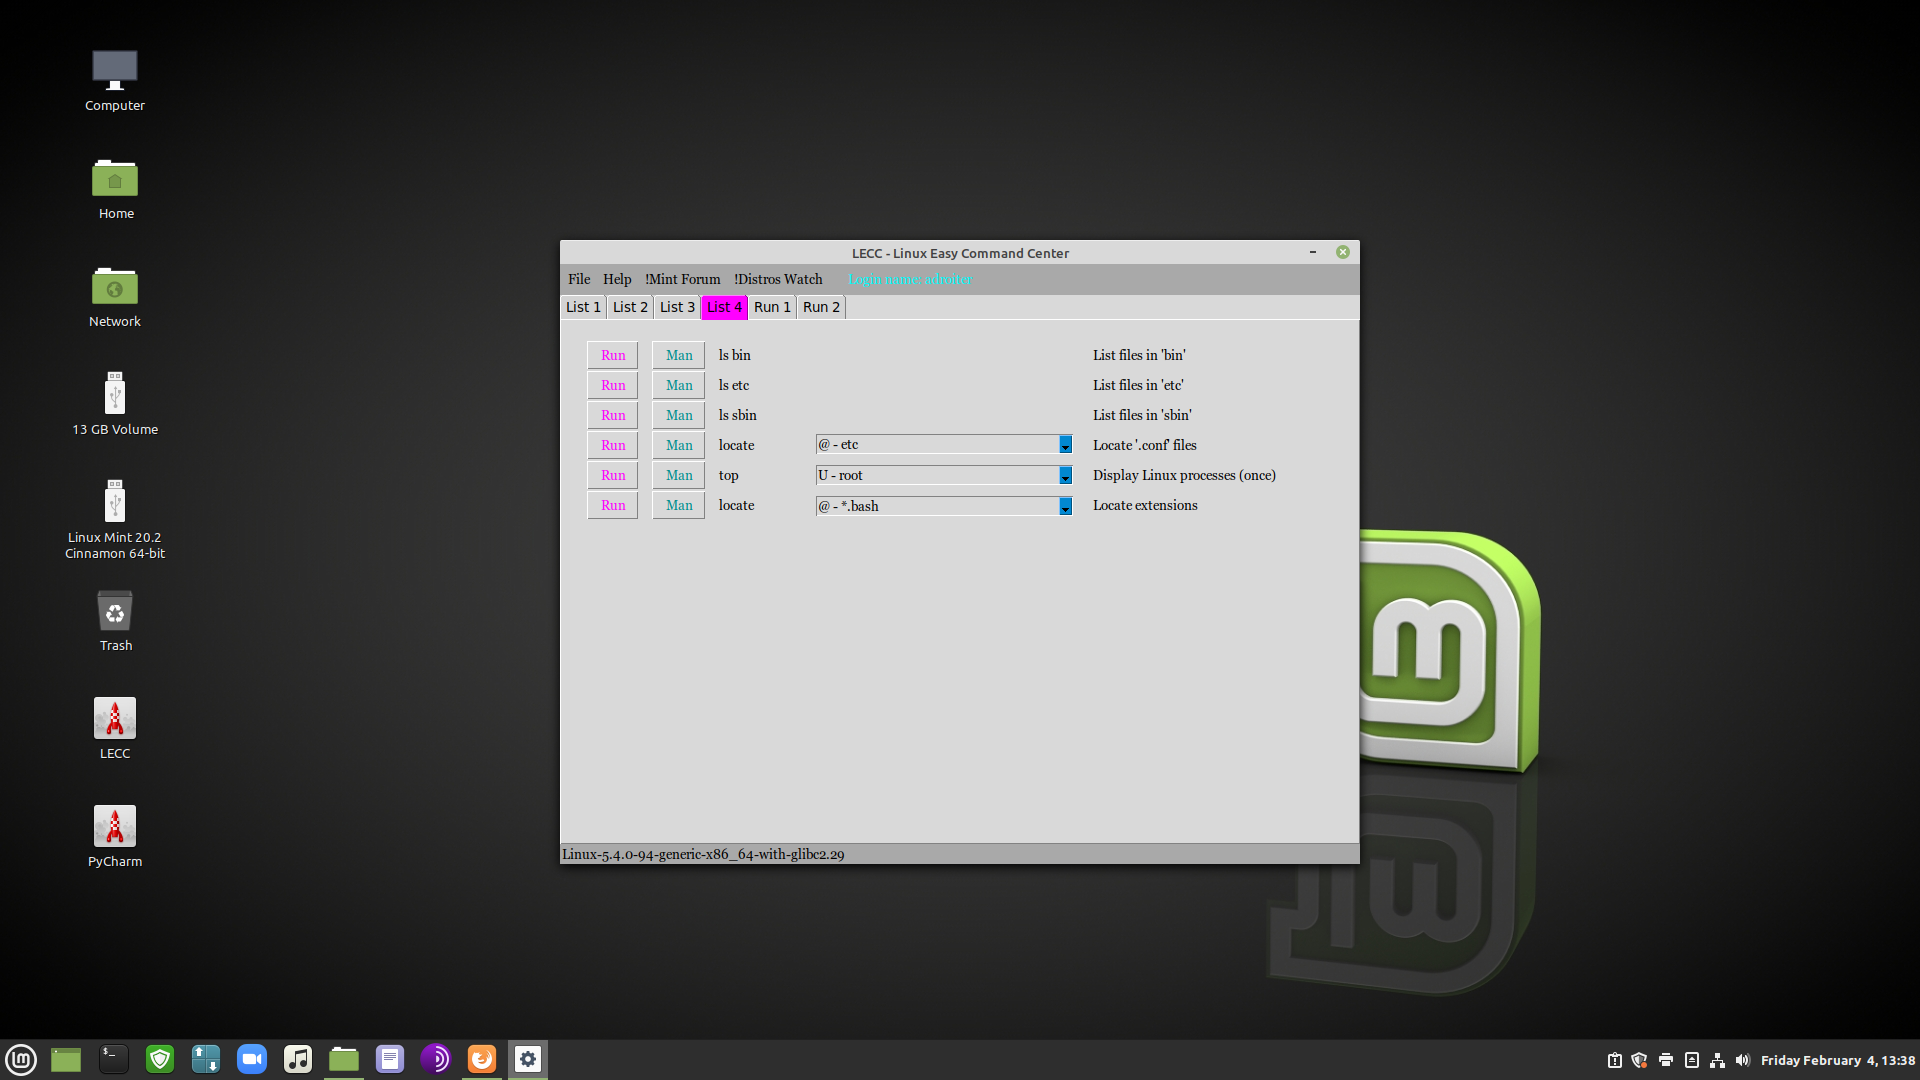 Computer
Home
Network
13 GB Volume
Linux Mint 20.2
Cinnamon 64-bit
Trash
LECC
PyCharm
LECC - Linux Easy Command Center
File Help !Mint Forum !Distros Watch Login name: adreiter
List 1 List 2 List 3 List 4 Run 1 Run 2
Run Man ls bin List files in 'bin'
Run Man ls etc List files in 'etc'
Run Man ls sbin List files in 'sbin'
Run Man locate @ - etc Locate '.conf' files
Run Man top U - root Display Linux processes (once)
Run Man locate @ - *.bash Locate extensions
Linux-5.4.0-94-generic-x86_64-with-glibc2.29
Friday February 4, 13:38